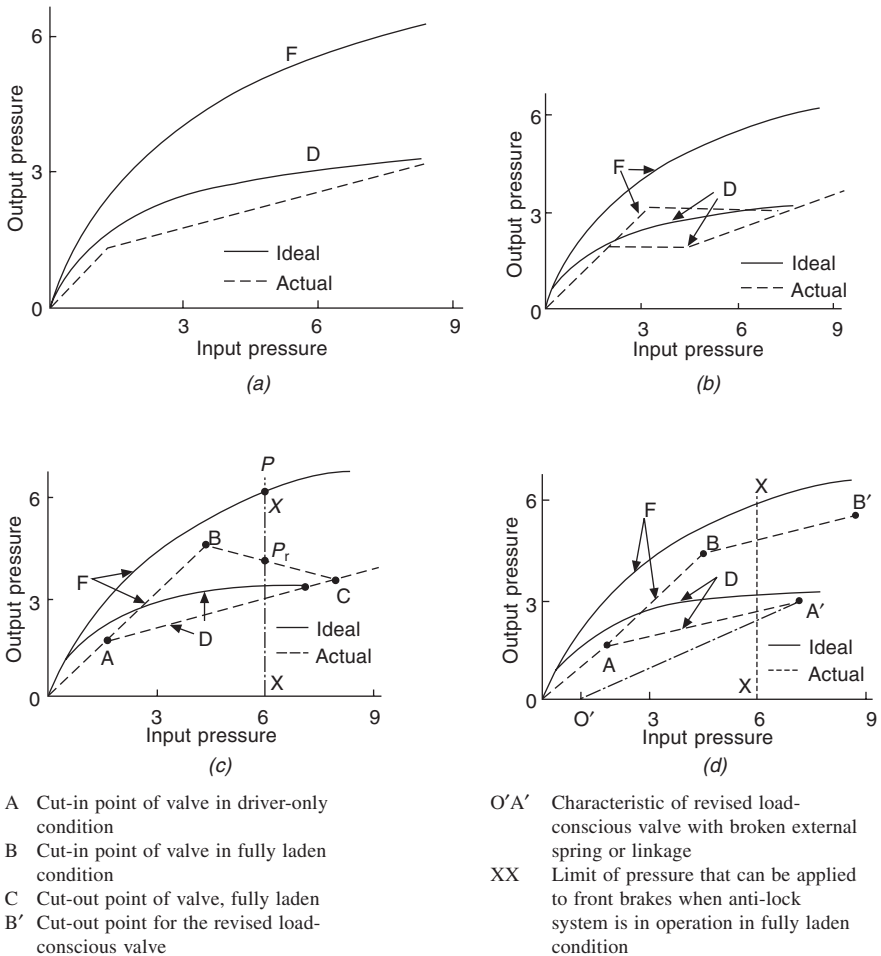 6
F
Output pressure
3
D
Ideal
Actual
0
3
6
9
Input pressure
(a)
6
F
Output pressure
3
D
Ideal
Actual
0
3
6
9
Input pressure
(b)
P
6
X
B
Pr
F
Output pressure
3
C
A
D
Ideal
Actual
0
X
3
6
9
Input pressure
(c)
6
X
B′
F
B
Output pressure
D
3
A′
A
Ideal
Actual
0
X
O′
3
6
9
Input pressure
(d)
A Cut-in point of valve in driver-only
condition
B Cut-in point of valve in fully laden
condition
C Cut-out point of valve, fully laden
B′ Cut-out point for the revised load-
conscious valve
O′A′ Characteristic of revised load-
conscious valve with broken external
spring or linkage
XX Limit of pressure that can be applied
to front brakes when anti-lock
system is in operation in fully laden
condition